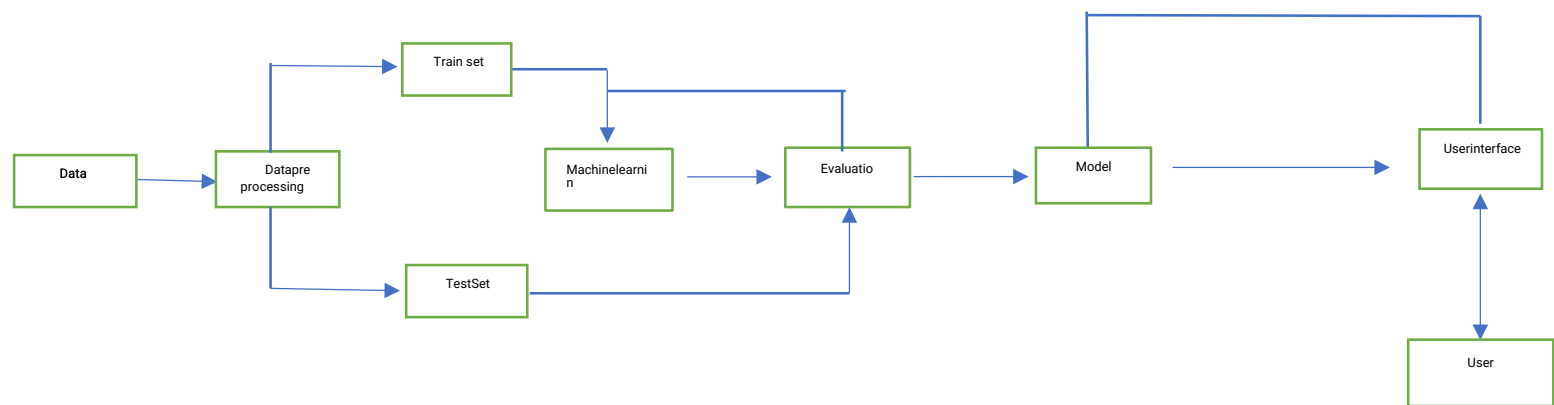 Data
Datapre
processing
Train set
TestSet
Machinelearni
n
Evaluatio
Model
Userinterface
User